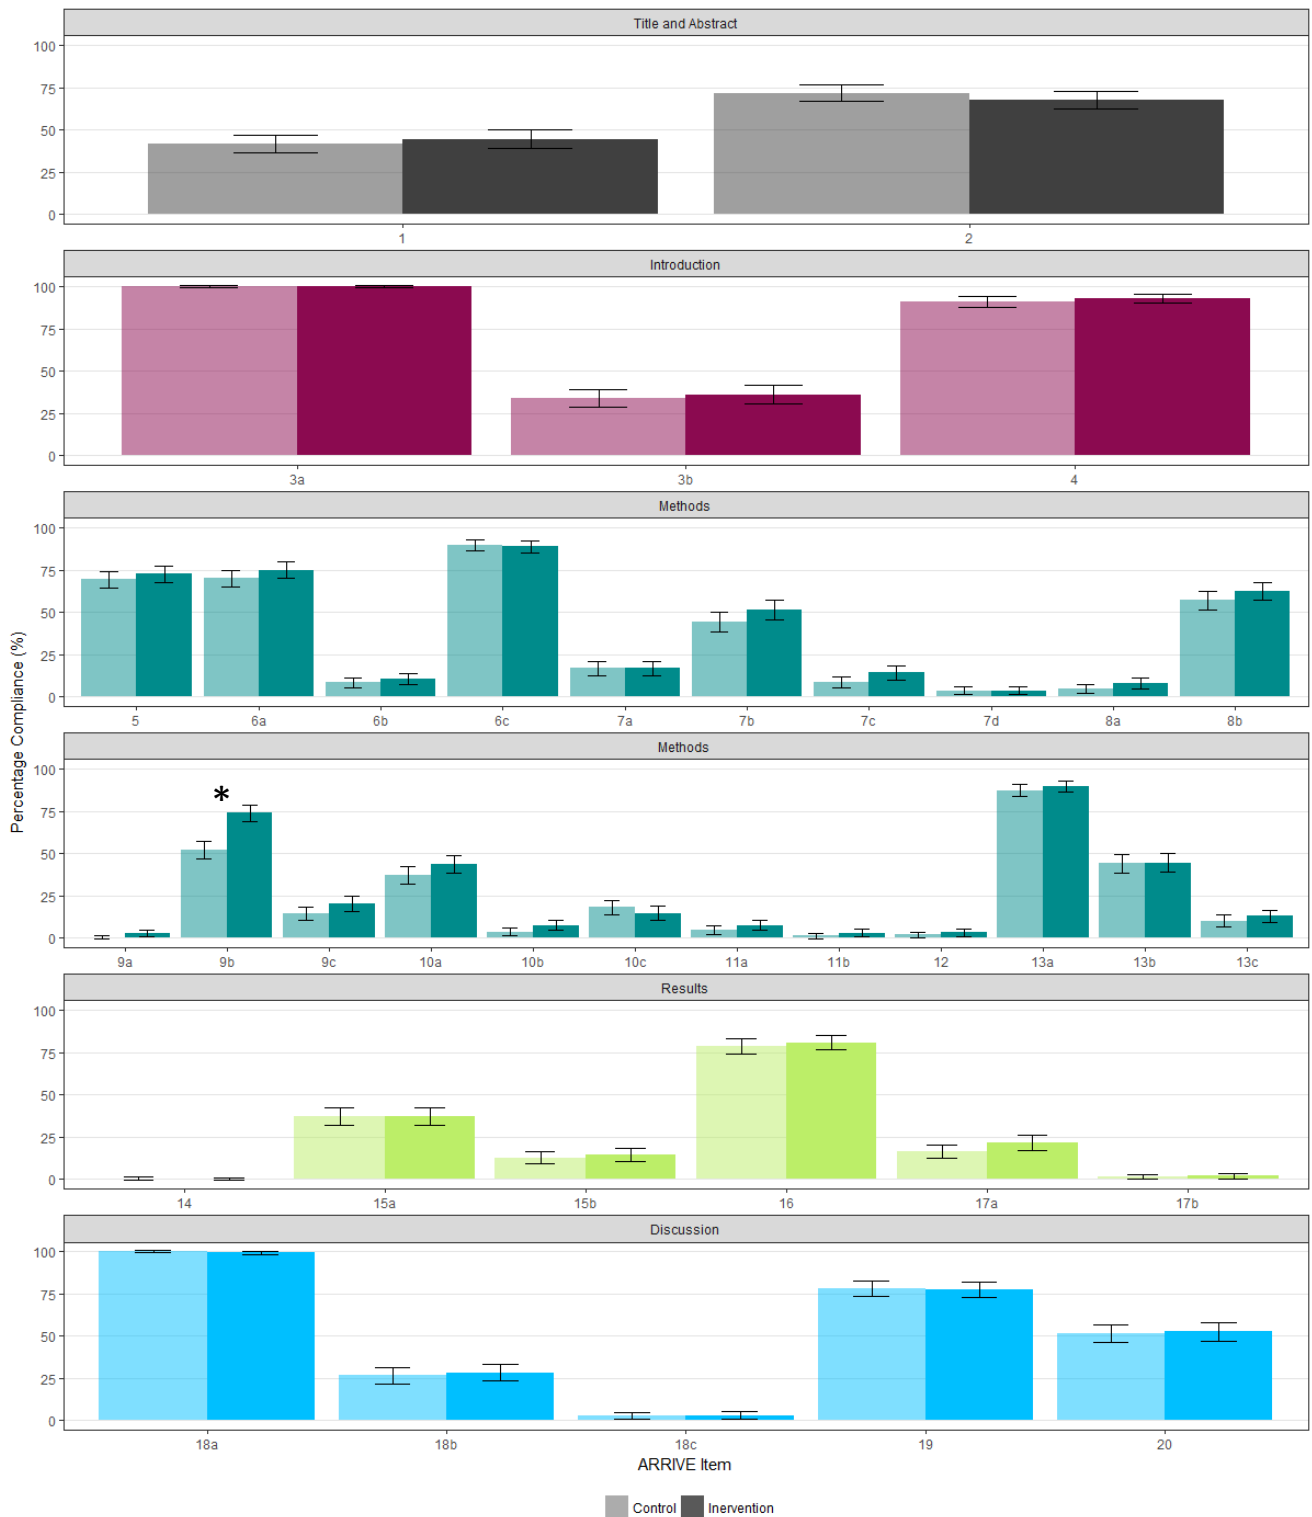 Title and Abstract
100
75
50
25
0
1 2
Introduction
100
75
50
25
0
3a 3b 4
Methods
100
75
50
25
0
5 6a 6b 6c 7a 7b 7c 7d 8a 8b
Percentage Compliance (%)
Methods
100
75
50
25
0
*
9a 9b 9c 10a 10b 10c 11a 11b 12 13a 13b 13c
Results
100
75
50
25
0
14 15a 15b 16 17a 17b
Discussion
100
75
50
25
0
18a 18b 18c 19 20
ARRIVE Item
Control Inervention